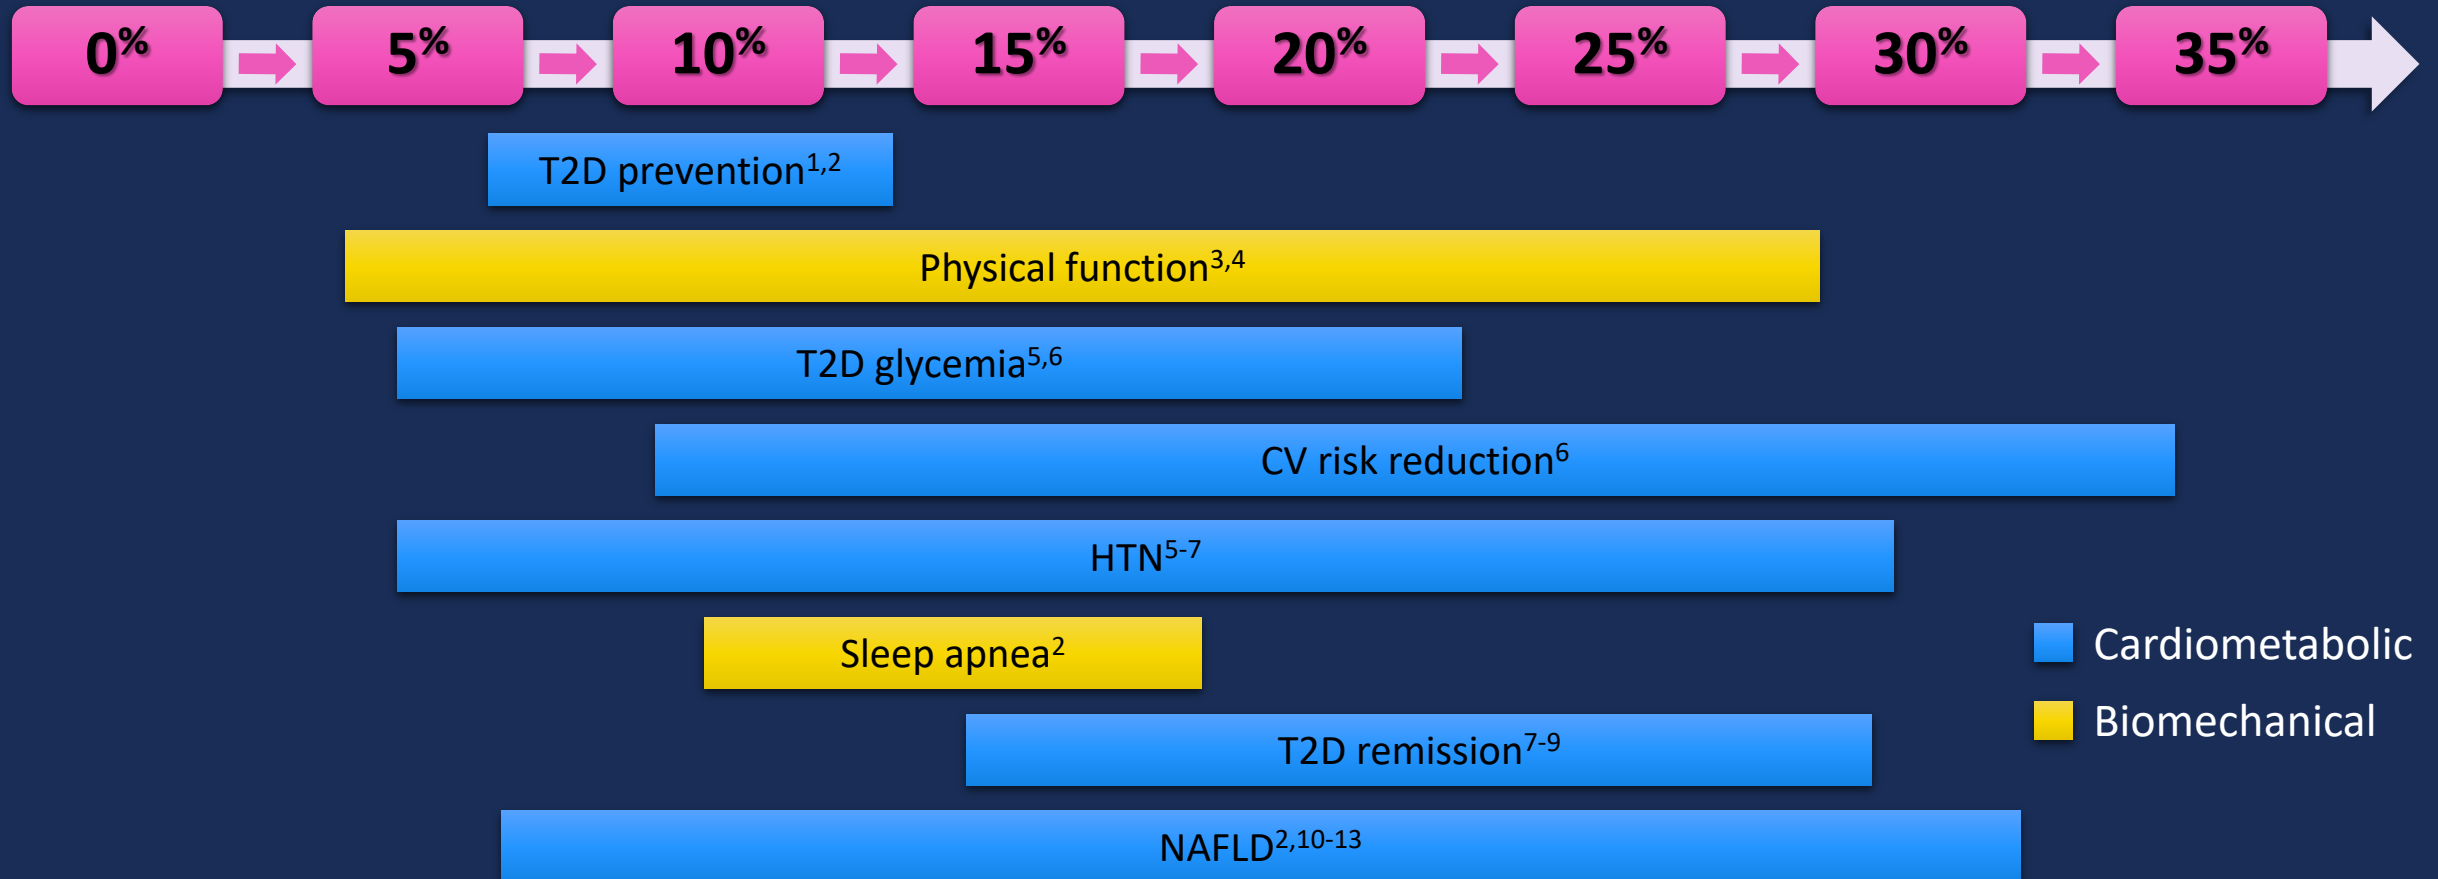 0% 5% 10% 15% 20% 25% 30% 35%
T2D prevention1,2
Physical function3,4
T2D glycemia5,6
CV risk reduction6
HTN5-7
Sleep apnea2
Cardiometabolic
Biomechanical
T2D remission7-9
NAFLD2,10-13